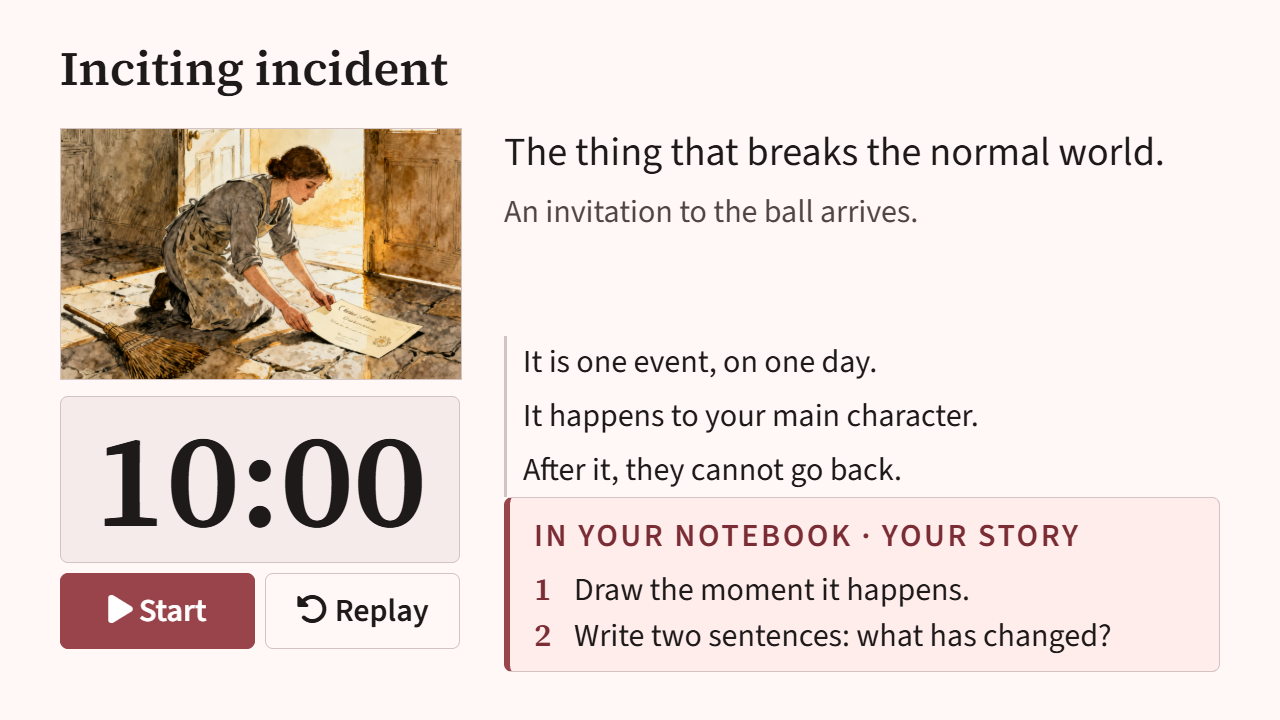 Inciting incident
The thing that breaks the normal world.
An invitation to the ball arrives.
It is one event, on one day.
It happens to your main character.
After it, they cannot go back.
10:00
Start
Replay
IN YOUR NOTEBOOK · YOUR STORY
1 Draw the moment it happens.
2 Write two sentences: what has changed?